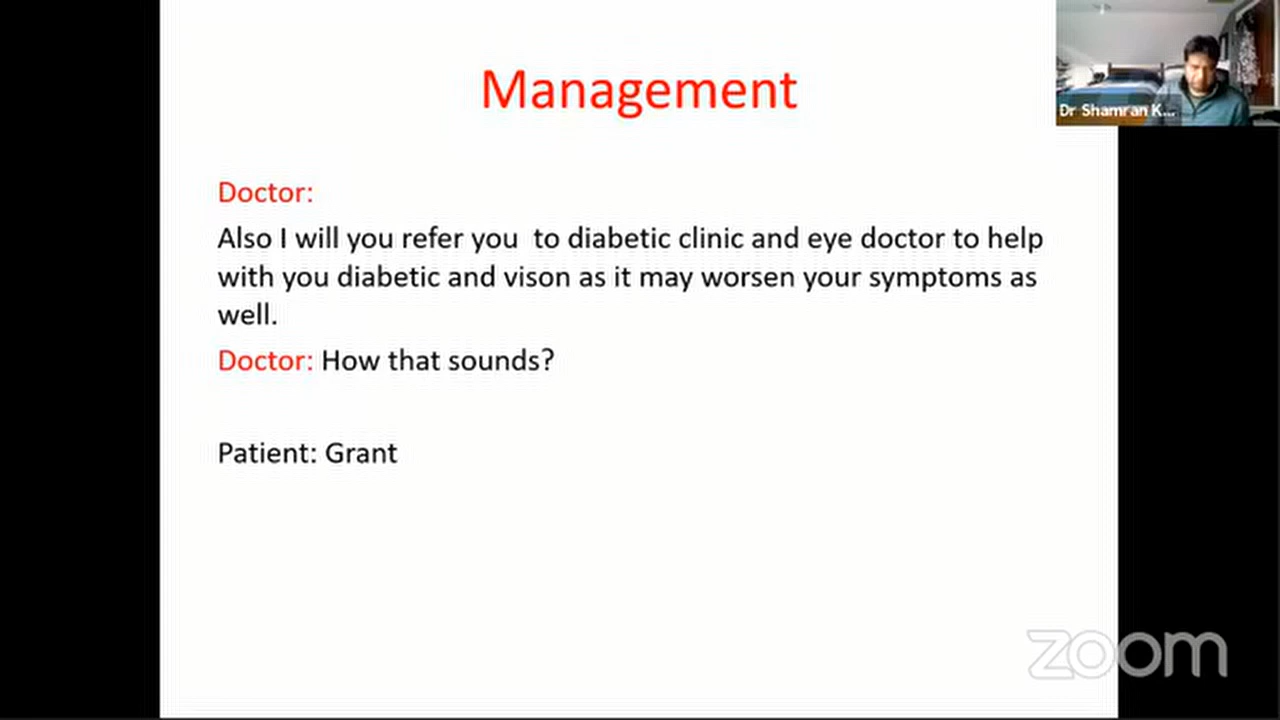 Management
Dr Shamran K...
Doctor:
Also I will you refer you  to diabetic clinic and eye doctor to help
with you diabetic and vison as it may worsen your symptoms as
well.
Doctor: How that sounds?
Patient: Grant
zoom